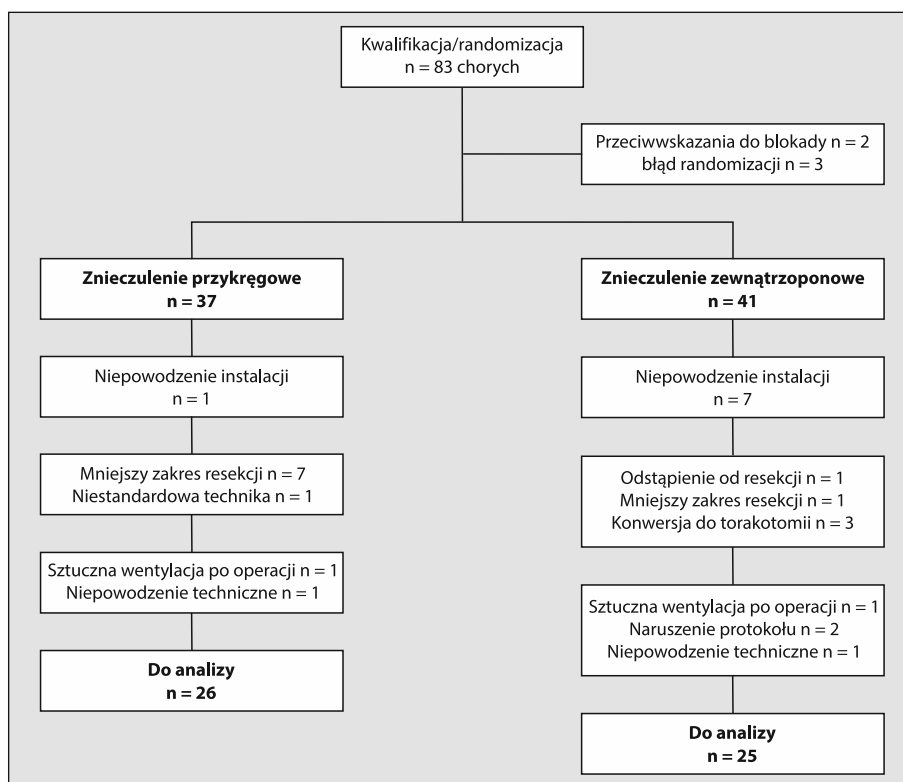 Kwalifikacja/randomizacja
n = 83 chorych
Przeciwwskazania do blokady n = 2
błąd randomizacji n = 3
Znieczulenie przykręgowe
n = 37
Niepowodzenie instalacji
n = 1
Mniejszy zakres resekcji n = 7
Niestandardowa technika n = 1
Sztuczna wentylacja po operacji n = 1
Niepowodzenie techniczne n = 1
Do analizy
n = 26
Znieczulenie zewnątrzoponowe
n = 41
Niepowodzenie instalacji
n = 7
Odstąpienie od resekcji n = 1
Mniejszy zakres resekcji n = 1
Konwersja do torakotomii n = 3
Sztuczna wentylacja po operacji n = 1
Naruszenie protokołu n = 2
Niepowodzenie techniczne n = 1
Do analizy
n = 25